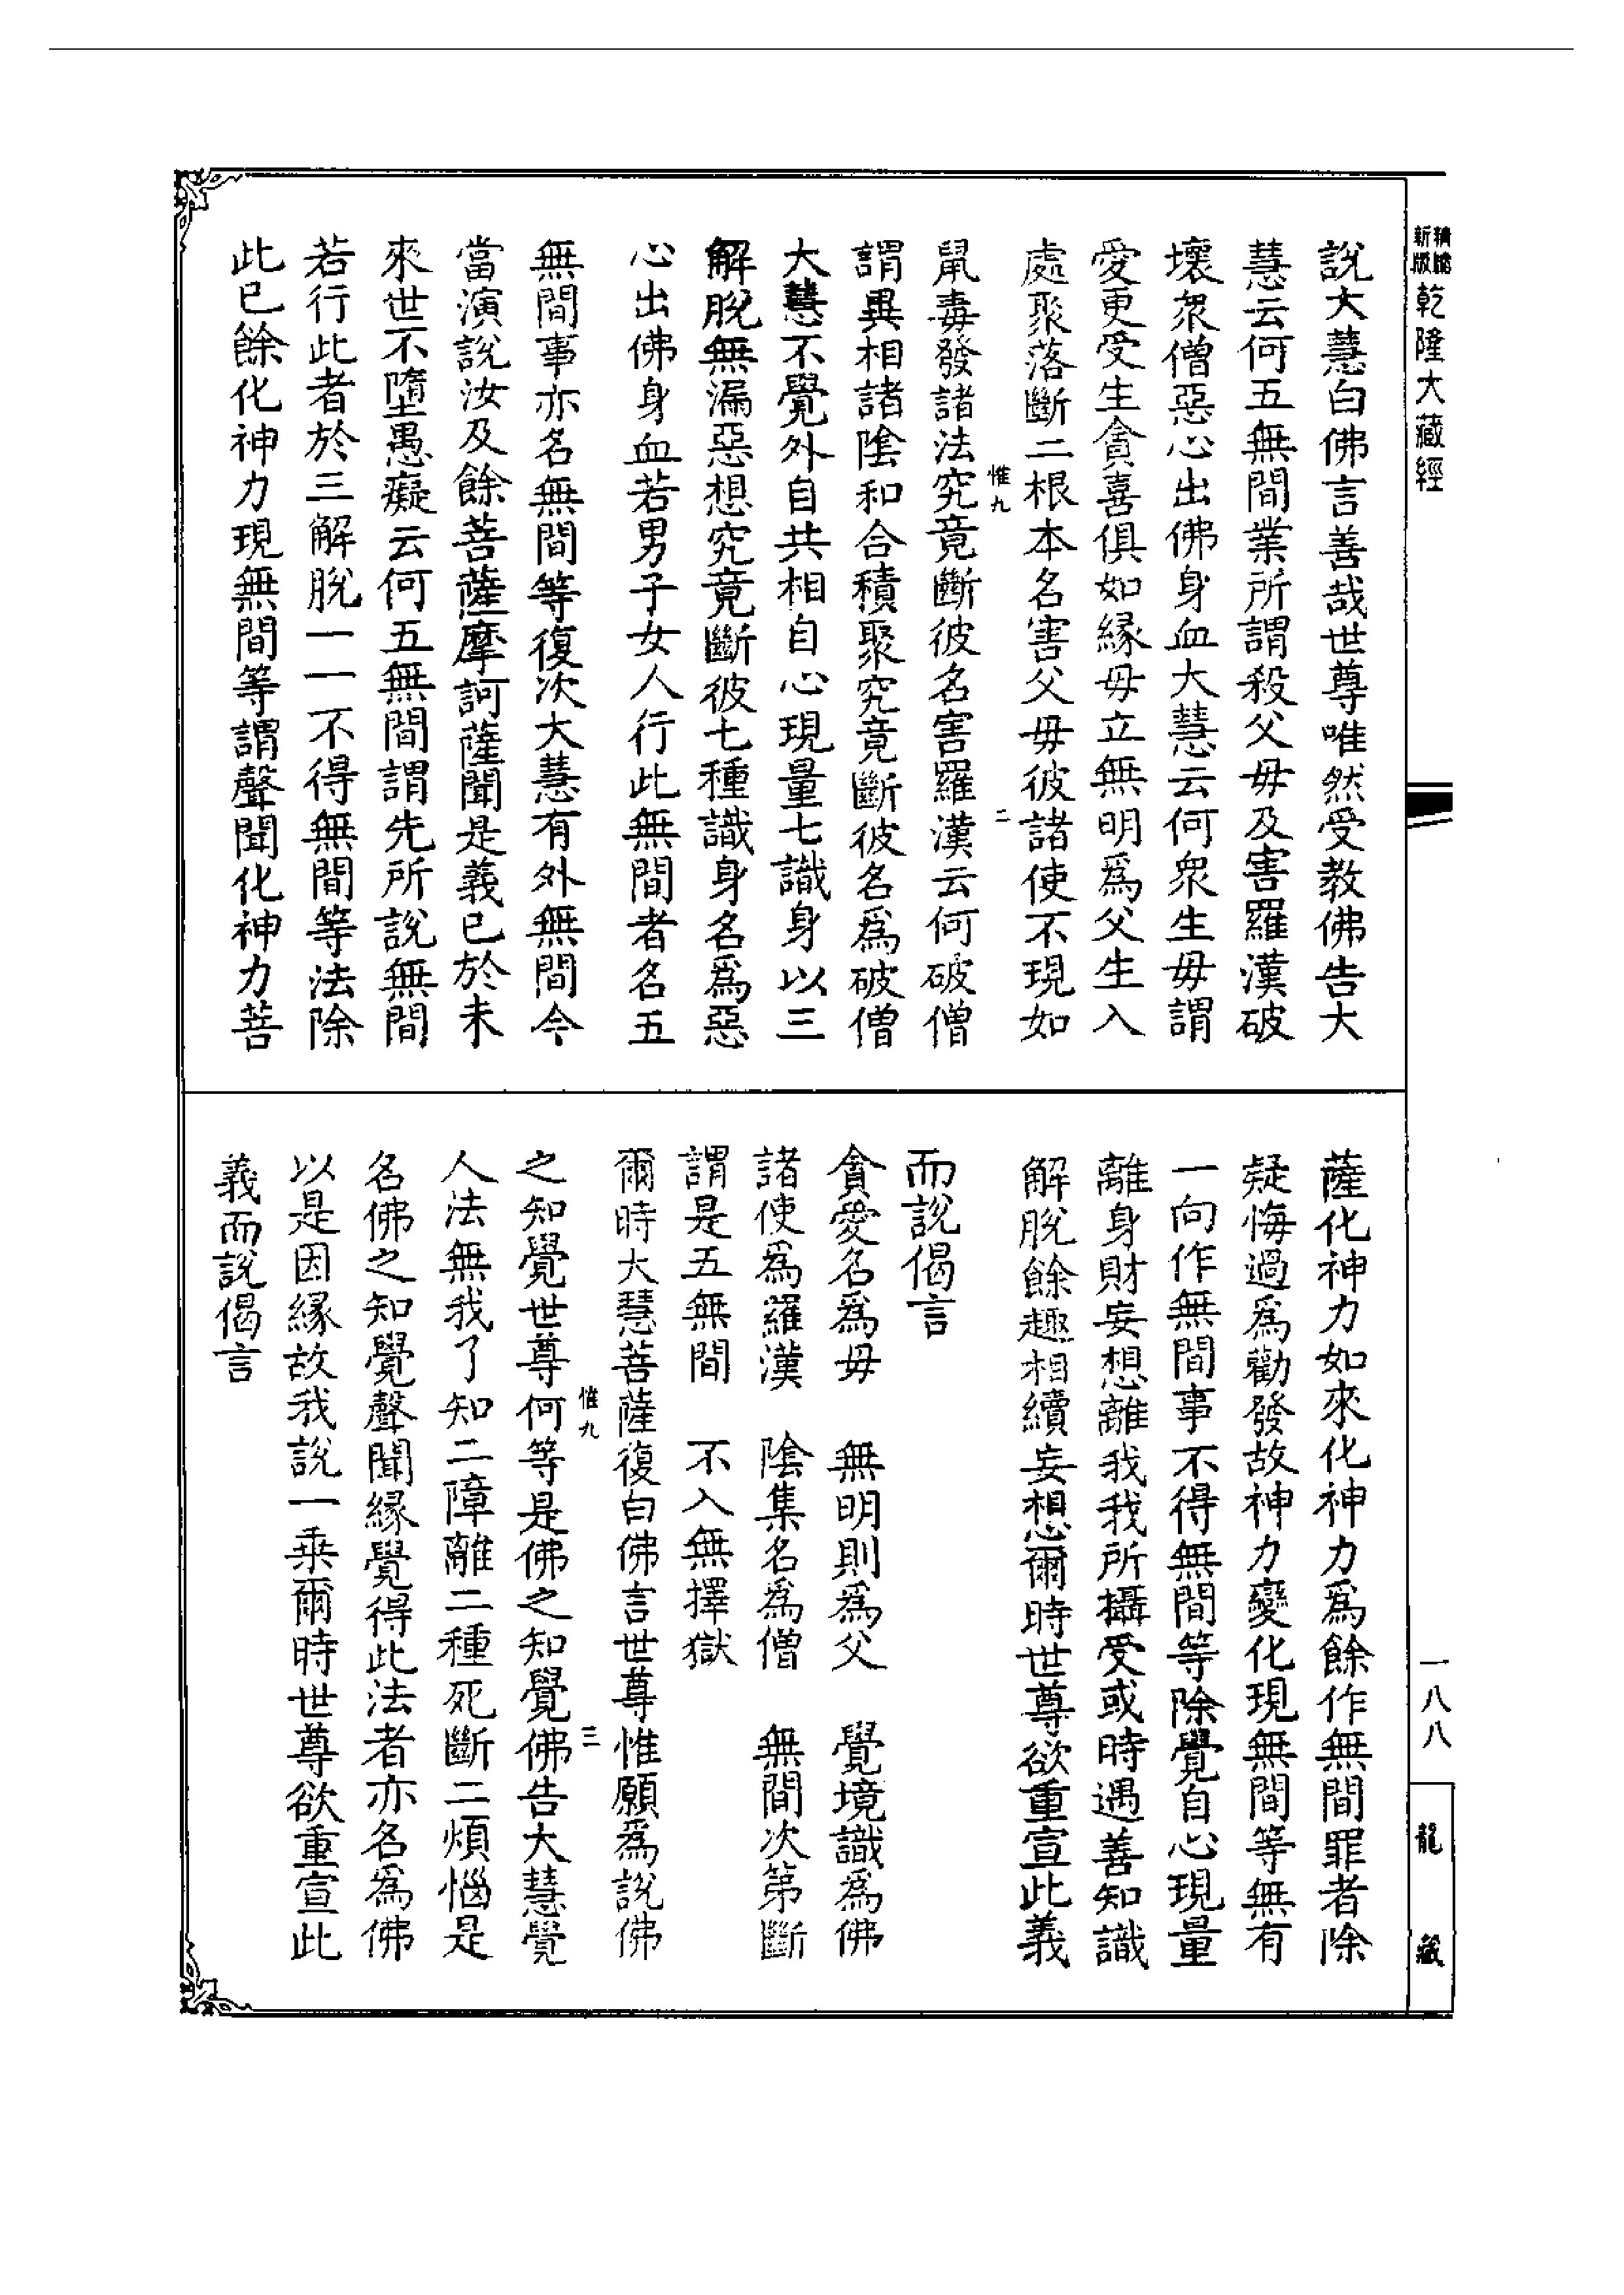 新版
精縮
乾隆大藏經
說大慧白佛言善哉世尊唯然受教佛告大
慧云何五無間業所謂殺父母及害羅漢破
壞眾僧惡心出佛身血大慧云何眾生母謂
愛更受生貪喜俱如緣母立無明為父生入
處聚落斷二根本名害父母彼諸使不現如
惟九 二
鼠毒發諸法究竟斷彼名害羅漢云何破僧
謂異相諸陰和合積聚究竟斷彼名為破僧
大慧不覺外自共相自心現量七識身以三
解脫無漏惡想究竟斷彼七種識身名為惡
心出佛身血若男子女人行此無間者名五
無間事亦名無間等復次大慧有外無間今
當演說汝及餘菩薩摩訶薩聞是義已於未
來世不墮愚癡云何五無間謂先所說無間
若行此者於三解脫一一不得無間等法除
此已餘化神力現無間等謂聲聞化神力菩
薩化神力如來化神力為餘作無間罪者除
疑悔過為勸發故神力變化現無間等無有
一向作無間事不得無間等除覺自心現量
離身財妄想離我我所攝受或時遇善知識
解脫餘趣相續妄想爾時世尊欲重宣此義
而說偈言
貪愛名為母 無明則為父 覺境識為佛
諸使為羅漢 陰集名為僧 無間次第斷
謂是五無間 不入無擇獄
爾時大慧菩薩復白佛言世尊惟願為說佛
惟九 三
之知覺世尊何等是佛之知覺佛告大慧覺
人法無我了知二障離二種死斷二煩惱是
名佛之知覺聲聞緣覺得此法者亦名為佛
以是因緣故我說一乘爾時世尊欲重宣此
義而說偈言
一八八
龍藏